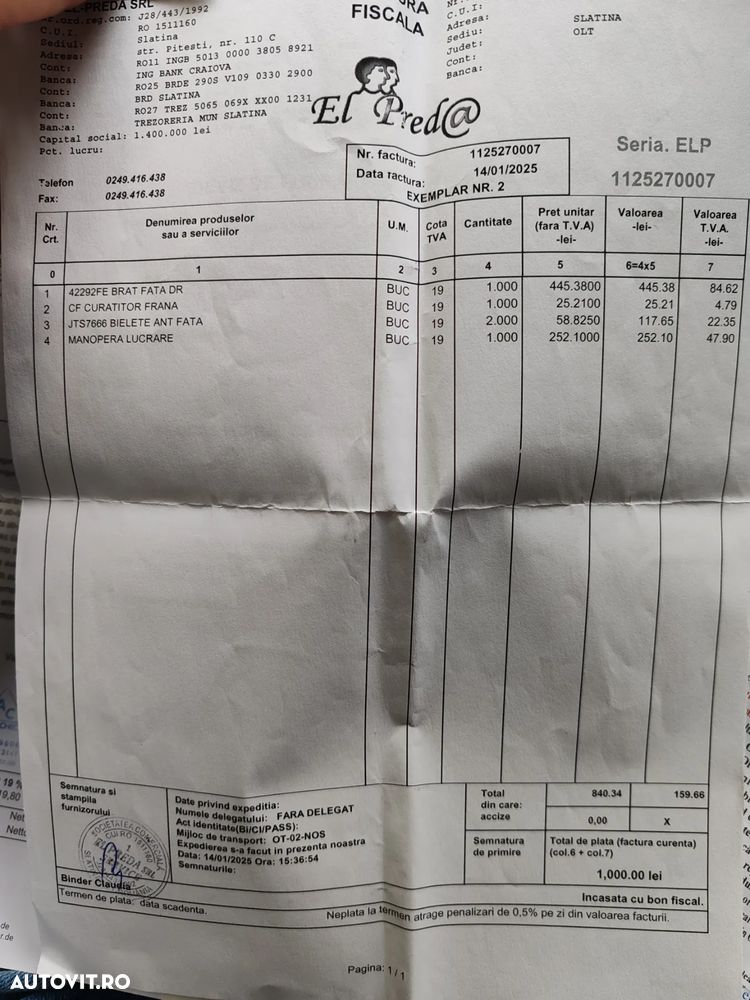 EL-PREDA SRL
Nr.ord.reg.com: J28/443/1992
C.U.I. RO 1511160
Sediul: Slatina
Adresa: str. Pitesti, nr. 110 C
Cont: RO11 INGB 5013 0000 3805 8921
Banca: ING BANK CRAIOVA
Cont: RO25 BRDE 290S V109 0330 2900
Banca: BRD SLATINA
Cont: RO27 TREZ 5065 069X XX00 1231
Banca: TREZORERIA MUN SLATINA
Capital social: 1.400.000 lei
Pct. lucru:
Telefon 0249.416.438
Fax: 0249.416.438
FISCALA
El Pred@
C.U.I:
Adresa:
Sediu: SLATINA
Judet: OLT
Cont:
Banca:
Nr. factura: 1125270007
Data factura: 14/01/2025
EXEMPLAR NR. 2
Seria. ELP
1125270007
Nr. Crt. Denumirea produselor sau a serviciilor U.M. Cota TVA Cantitate Pret unitar (fara T.V.A) -lei- Valoarea -lei- Valoarea T.V.A. -lei-
0 1 2 3 4 5 6=4x5 7
1 42292FE BRAT FATA DR BUC 19 1.000 445.3800 445.38 84.62
2 CF CURATITOR FRANA BUC 19 1.000 25.2100 25.21 4.79
3 JTS7666 BIELETE ANT FATA BUC 19 2.000 58.8250 117.65 22.35
4 MANOPERA LUCRARE BUC 19 1.000 252.1000 252.10 47.90
Semnatura si
stampila
furnizorului
Binder Claudia
Date privind expeditia:
Numele delegatului: FARA DELEGAT
Act identitate(BI/CI/PASS):
Mijloc de transport: OT-02-NOS
Expedierea s-a facut in prezenta noastra
Data: 14/01/2025 Ora: 15:36:54
Semnaturile:
Total 840.34 159.66
din care:
accize 0,00 X
Semnatura
de primire
Total de plata (factura curenta)
(col.6 + col.7)
1,000.00 lei
Incasata cu bon fiscal.
Termen de plata: data scadenta.
Neplata la termen atrage penalizari de 0.5% pe zi din valoarea facturii.
Pagina: 1 / 1
AUTOVIT.RO